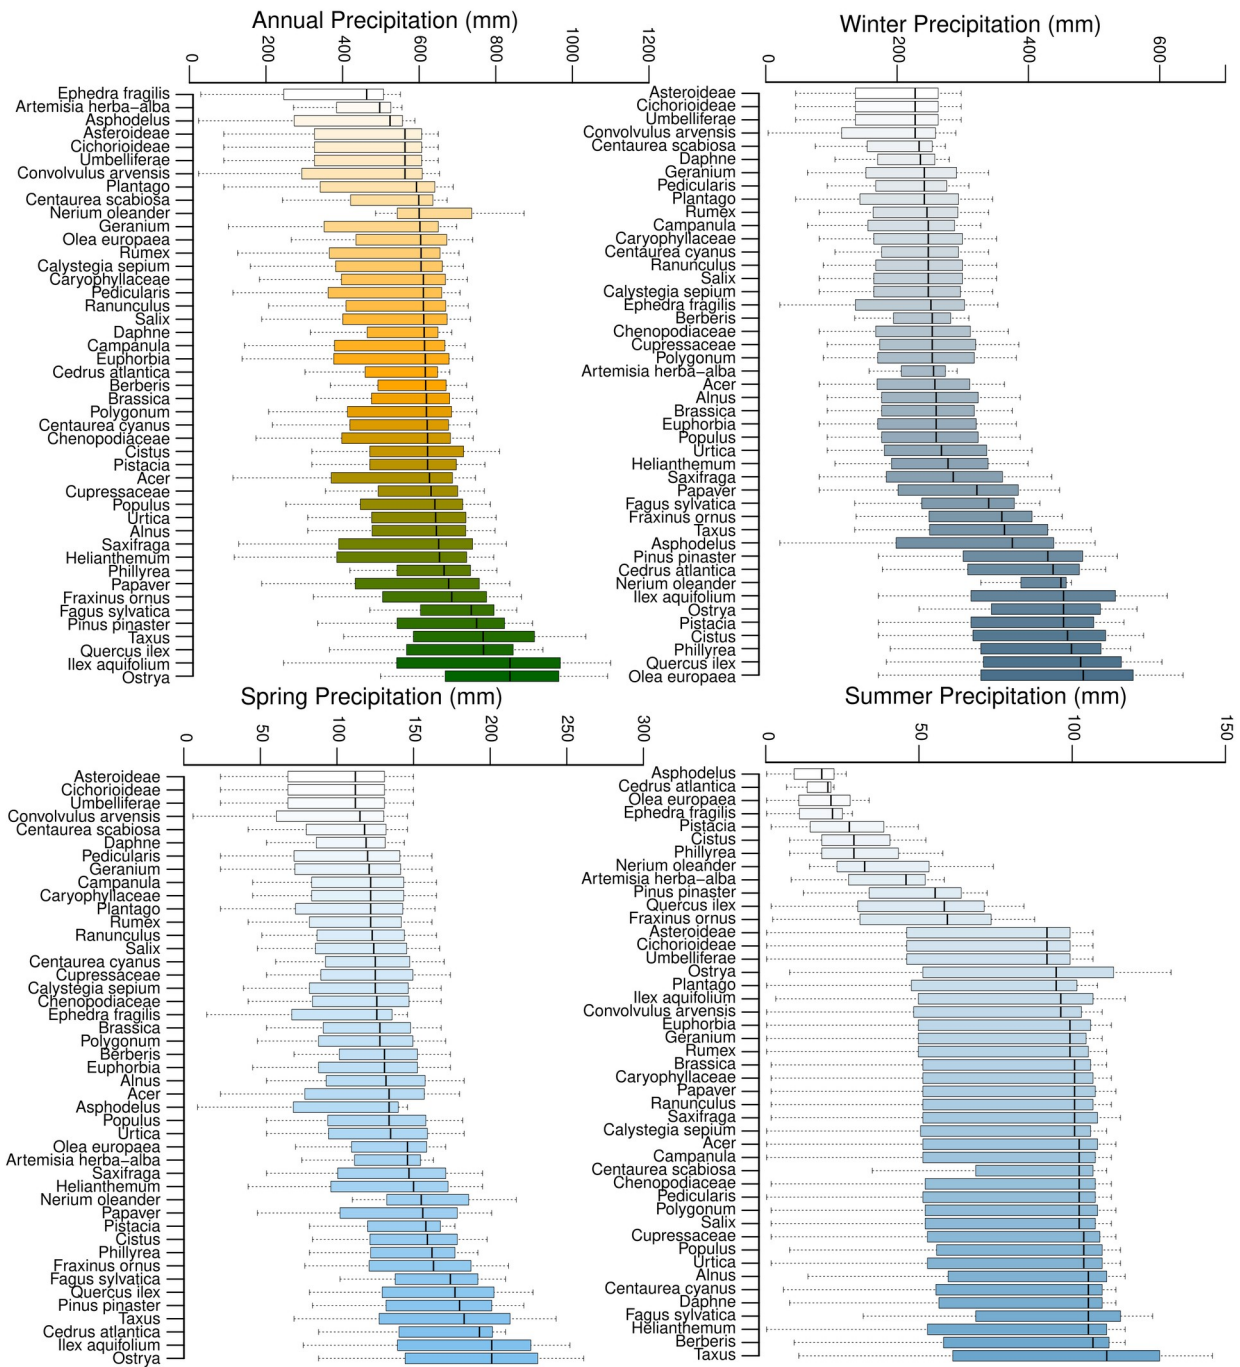 Annual Precipitation (mm)
0 200 400 600 800 1000 1200
Ephedra fragilis
Artemisia herba−alba
Asphodelus
Asteroideae
Cichorioideae
Umbelliferae
Convolvulus arvensis
Plantago
Centaurea scabiosa
Nerium oleander
Geranium
Olea europaea
Rumex
Calystegia sepium
Caryophyllaceae
Pedicularis
Ranunculus
Salix
Daphne
Campanula
Euphorbia
Cedrus atlantica
Berberis
Brassica
Polygonum
Centaurea cyanus
Chenopodiaceae
Cistus
Pistacia
Acer
Cupressaceae
Populus
Urtica
Alnus
Saxifraga
Helianthemum
Phillyrea
Papaver
Fraxinus ornus
Fagus sylvatica
Pinus pinaster
Taxus
Quercus ilex
Ilex aquifolium
Ostrya
Winter Precipitation (mm)
0 200 400 600
Asteroideae
Cichorioideae
Umbelliferae
Convolvulus arvensis
Centaurea scabiosa
Daphne
Geranium
Pedicularis
Plantago
Rumex
Campanula
Caryophyllaceae
Centaurea cyanus
Ranunculus
Salix
Calystegia sepium
Ephedra fragilis
Berberis
Chenopodiaceae
Cupressaceae
Polygonum
Artemisia herba−alba
Acer
Alnus
Brassica
Euphorbia
Populus
Urtica
Helianthemum
Saxifraga
Papaver
Fagus sylvatica
Fraxinus ornus
Taxus
Asphodelus
Pinus pinaster
Cedrus atlantica
Nerium oleander
Ilex aquifolium
Ostrya
Pistacia
Cistus
Phillyrea
Quercus ilex
Olea europaea
Spring Precipitation (mm)
0 50 100 150 200 250 300
Asteroideae
Cichorioideae
Umbelliferae
Convolvulus arvensis
Centaurea scabiosa
Daphne
Pedicularis
Geranium
Campanula
Caryophyllaceae
Plantago
Rumex
Ranunculus
Salix
Centaurea cyanus
Cupressaceae
Calystegia sepium
Chenopodiaceae
Ephedra fragilis
Brassica
Polygonum
Berberis
Euphorbia
Alnus
Acer
Asphodelus
Populus
Urtica
Olea europaea
Artemisia herba−alba
Saxifraga
Helianthemum
Nerium oleander
Papaver
Pistacia
Cistus
Phillyrea
Fraxinus ornus
Fagus sylvatica
Quercus ilex
Pinus pinaster
Taxus
Cedrus atlantica
Ilex aquifolium
Ostrya
Summer Precipitation (mm)
0 50 100 150
Asphodelus
Cedrus atlantica
Olea europaea
Ephedra fragilis
Pistacia
Cistus
Phillyrea
Nerium oleander
Artemisia herba−alba
Pinus pinaster
Quercus ilex
Fraxinus ornus
Asteroideae
Cichorioideae
Umbelliferae
Ostrya
Plantago
Ilex aquifolium
Convolvulus arvensis
Euphorbia
Geranium
Rumex
Brassica
Caryophyllaceae
Papaver
Ranunculus
Saxifraga
Calystegia sepium
Acer
Campanula
Centaurea scabiosa
Chenopodiaceae
Pedicularis
Polygonum
Salix
Cupressaceae
Populus
Urtica
Alnus
Centaurea cyanus
Daphne
Fagus sylvatica
Helianthemum
Berberis
Taxus